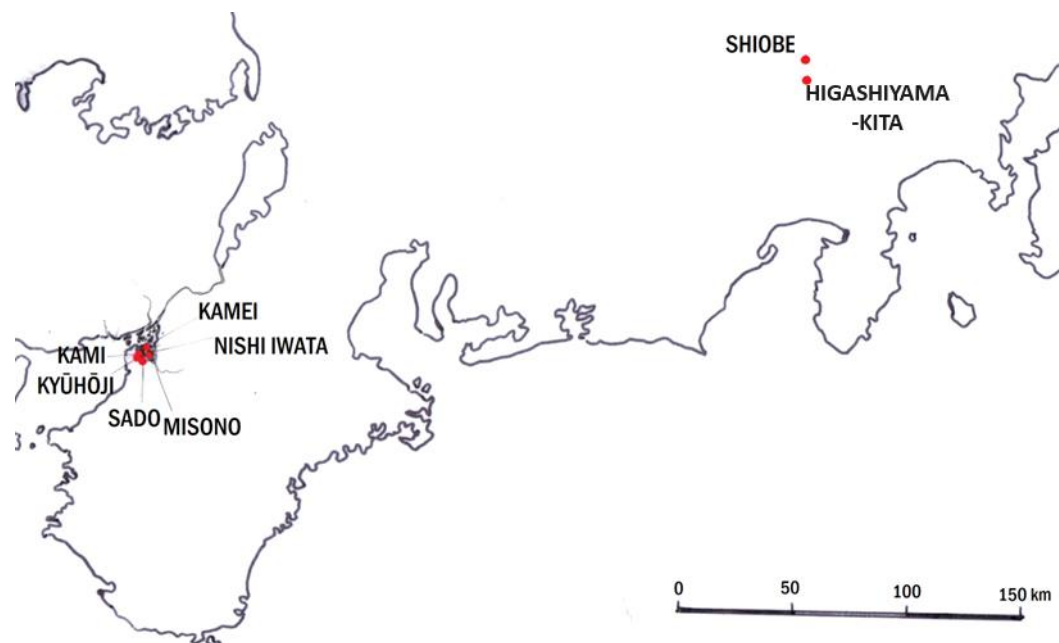 SHIOBE
HIGASHIYAMA
-KITA
KAMEI
NISHI IWATA
KAMI
KYŪHŌJI
SADO MISONO
0 50 100 150 km